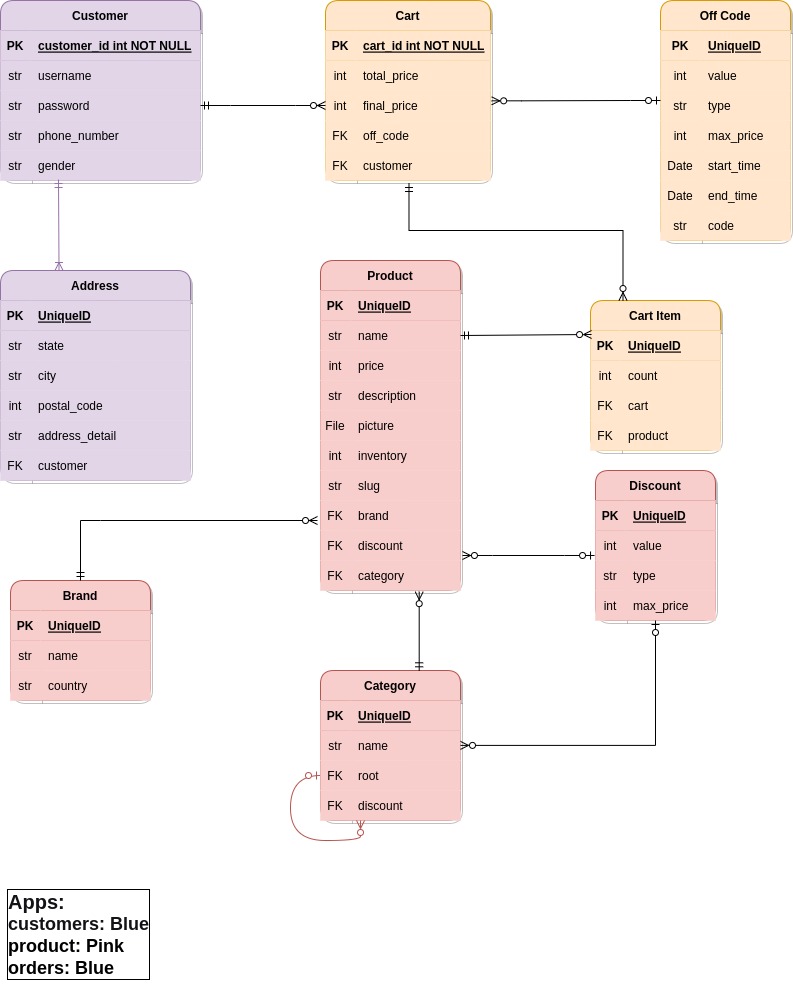 Customer
PK customer_id int NOT NULL
str username
str password
str phone_number
str gender
Cart
PK cart_id int NOT NULL
int total_price
int final_price
FK off_code
FK customer
Off Code
PK UniqueID
int value
str type
int max_price
Date start_time
Date end_time
str code
Address
PK UniqueID
str state
str city
int postal_code
str address_detail
FK customer
Product
PK UniqueID
str name
int price
str description
File picture
int inventory
str slug
FK brand
FK discount
FK category
Cart Item
PK UniqueID
int count
FK cart
FK product
Discount
PK UniqueID
int value
str type
int max_price
Brand
PK UniqueID
str name
str country
Category
PK UniqueID
str name
FK root
FK discount
Apps:
customers: Blue
product: Pink
orders: Blue